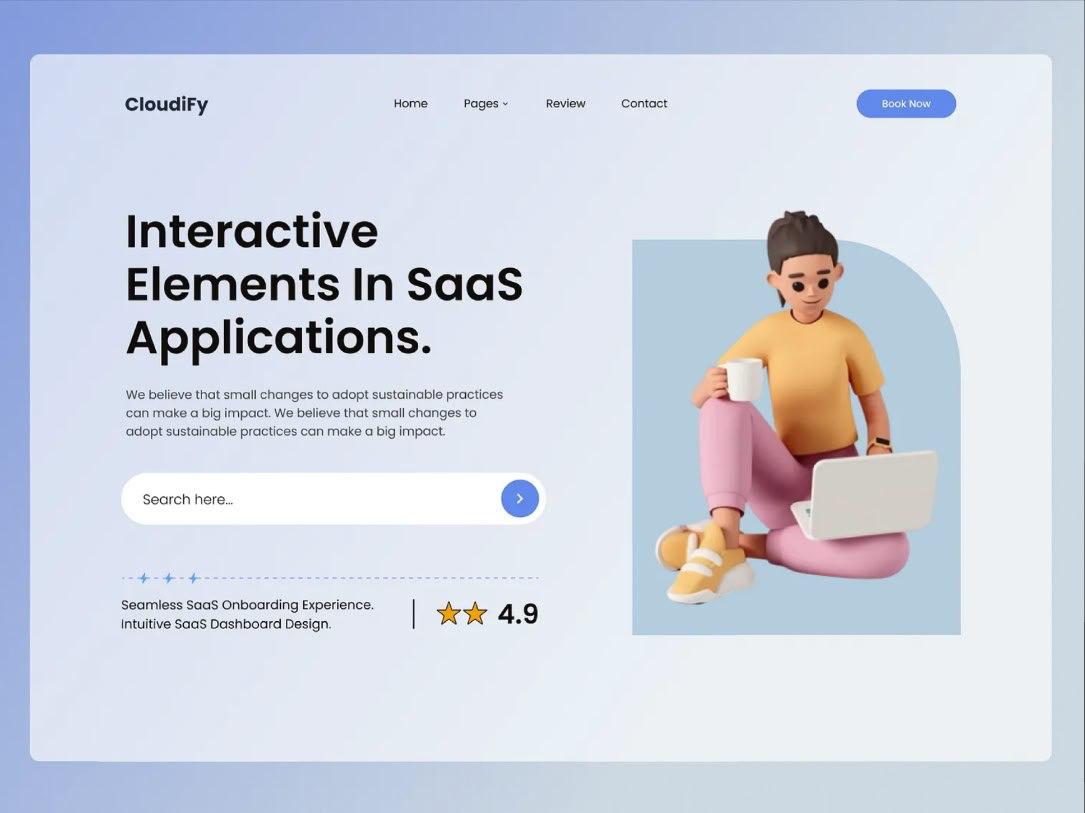 CloudiFy
Home
Pages
Review
Contact
Book Now
Interactive
Elements In SaaS
Applications.
We believe that small changes to adopt sustainable practices
can make a big impact. We believe that small changes to
adopt sustainable practices can make a big impact.
Search here...
Seamless SaaS Onboarding Experience.
Intuitive SaaS Dashboard Design.
4.9